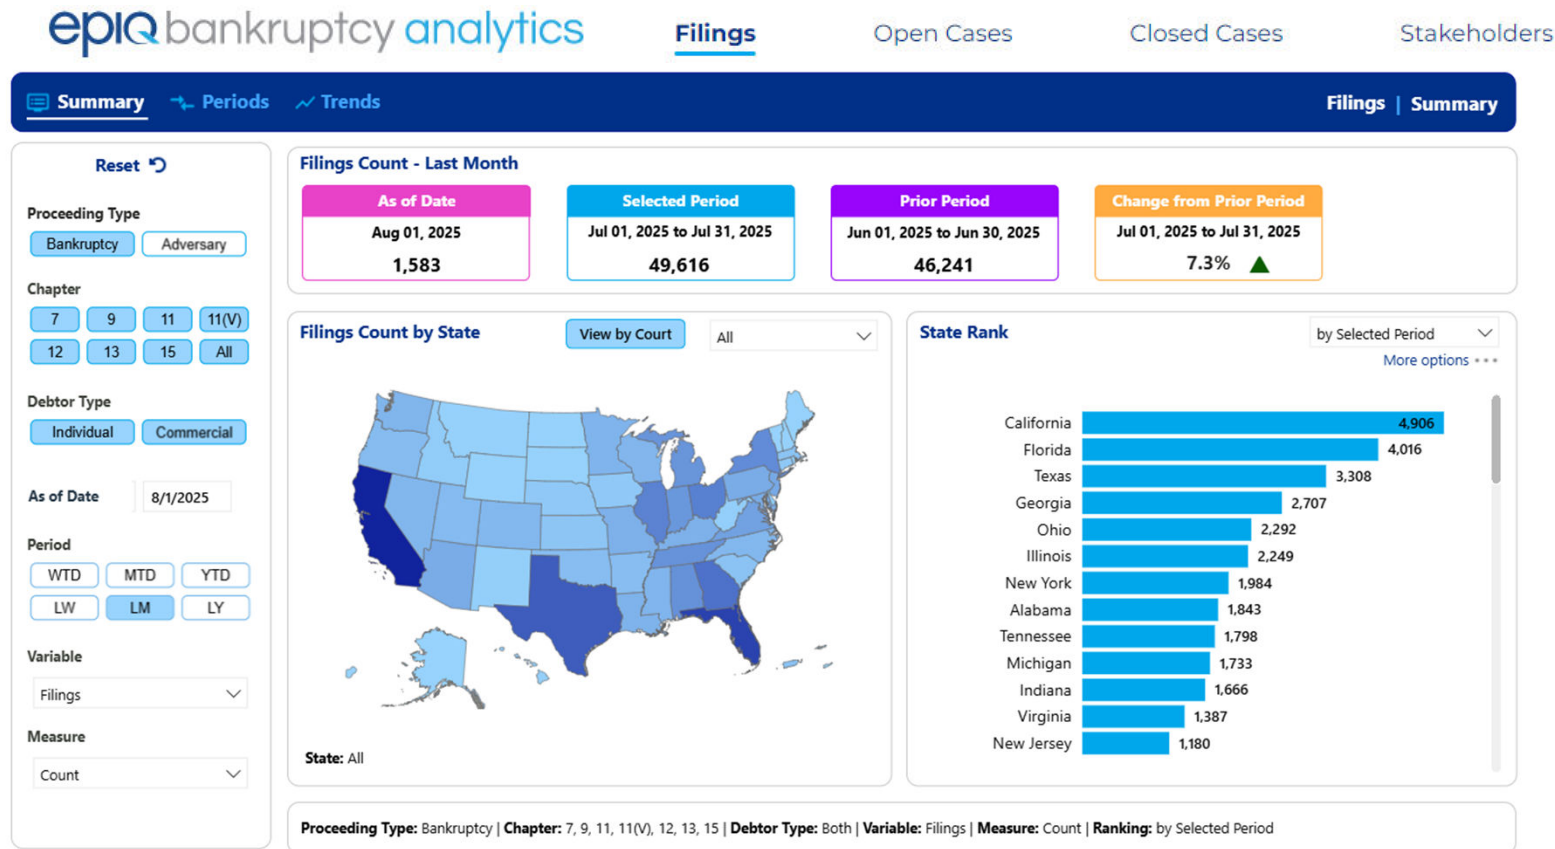 epiq bankruptcy analytics
Filings
Open Cases
Closed Cases
Stakeholders
Summary
Periods
Trends
Filings | Summary
Reset
Proceeding Type
Bankruptcy
Adversary
Chapter
7
9
11
11(V)
12
13
15
All
Debtor Type
Individual
Commercial
As of Date
8/1/2025
Period
WTD
MTD
YTD
LW
LM
LY
Variable
Filings
Measure
Count
Filings Count - Last Month
As of Date
Aug 01, 2025
1,583
Selected Period
Jul 01, 2025 to Jul 31, 2025
49,616
Prior Period
Jun 01, 2025 to Jun 30, 2025
46,241
Change from Prior Period
Jul 01, 2025 to Jul 31, 2025
7.3%
Filings Count by State
View by Court
All
State: All
State Rank
by Selected Period
More options
California 4,906
Florida 4,016
Texas 3,308
Georgia 2,707
Ohio 2,292
Illinois 2,249
New York 1,984
Alabama 1,843
Tennessee 1,798
Michigan 1,733
Indiana 1,666
Virginia 1,387
New Jersey 1,180
Proceeding Type: Bankruptcy | Chapter: 7, 9, 11, 11(V), 12, 13, 15 | Debtor Type: Both | Variable: Filings | Measure: Count | Ranking: by Selected Period